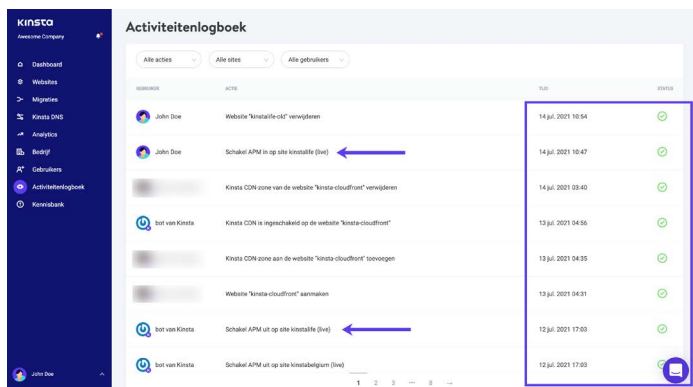 Kinsta
Awesome Company
Dashboard
Websites
Migraties
Kinsta DNS
Analytics
Bedrijf
Gebruikers
Activiteitenlogboek
Kennisbank
John Doe
Activiteitenlogboek
Alle acties
Alle sites
Alle gebruikers
GEBRUIKER ACTIE TIJD STATUS
John Doe Website "kinstalife-old" verwijderen 14 jul. 2021 10:54
John Doe Schakel APM in op site kinstalife (live) 14 jul. 2021 10:47
Kinsta CDN-zone van de website "kinsta-cloudfront" verwijderen 14 jul. 2021 03:40
bot van Kinsta Kinsta CDN is ingeschakeld op de website "kinsta-cloudfront" 13 jul. 2021 04:56
Kinsta CDN-zone aan de website "kinsta-cloudfront" toevoegen 13 jul. 2021 04:35
Website "kinsta-cloudfront" aanmaken 13 jul. 2021 04:31
bot van Kinsta Schakel APM uit op site kinstalife (live) 12 jul. 2021 17:03
bot van Kinsta Schakel APM uit op site kinstabelgium (live) 12 jul. 2021 17:03
1 2 3 ••• 8 →